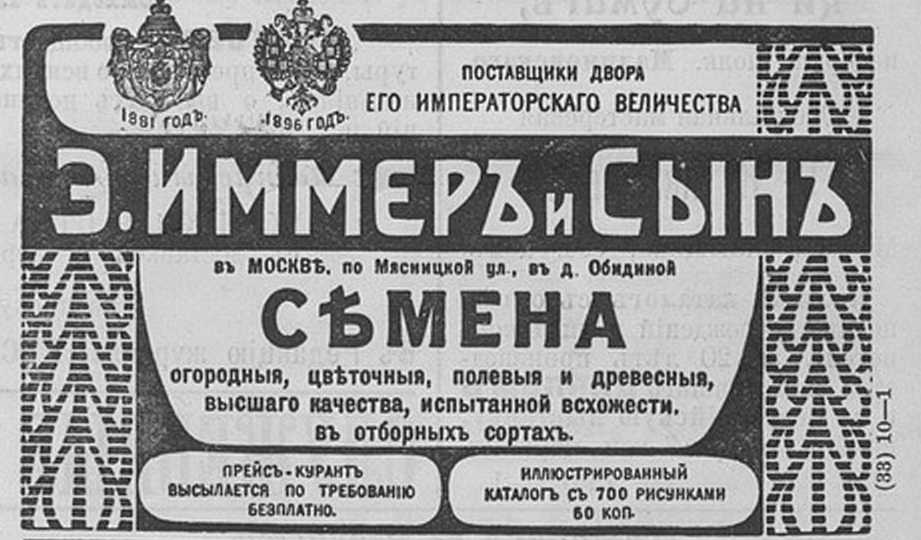 1881 ГОДЪ.
1896 ГОДЪ.
ПОСТАВЩИКИ ДВОРА
ЕГО ИМПЕРАТОРСКАГО ВЕЛИЧЕСТВА
Э. ИММЕРЪ и СЫНЪ
въ МОСКВѢ, по Мясницкой ул., въ д. Обидиной
СѢМЕНА
огородныя, цвѣточныя, полевыя и древесныя,
высшаго качества, испытанной всхожести.
въ отборныхъ сортахъ.
ПРЕЙСЪ-КУРАНТЪ
ВЫСЫЛАЕТСЯ ПО ТРЕБОВАНІЮ
БЕЗПЛАТНО.
ИЛЛЮСТРИРОВАННЫЙ
КАТАЛОГЪ СЪ 700 РИСУНКАМИ
50 КОП.
(33) 10—1